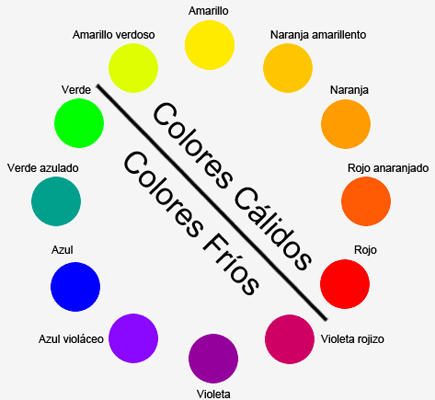 Amarillo
Amarillo verdoso
Naranja amarillento
Verde
Naranja
Colores Cálidos
Colores Fríos
Verde azulado
Rojo anaranjado
Azul
Rojo
Azul violáceo
Violeta rojizo
Violeta